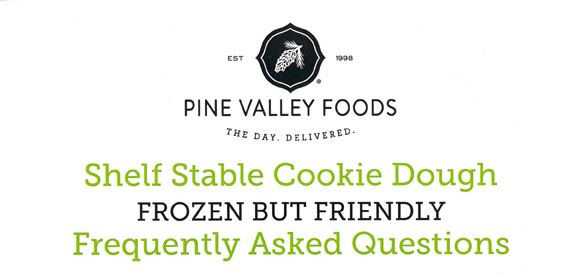 EST 1998
®
PINE VALLEY FOODS
THE DAY. DELIVERED.
Shelf Stable Cookie Dough
FROZEN BUT FRIENDLY
Frequently Asked Questions